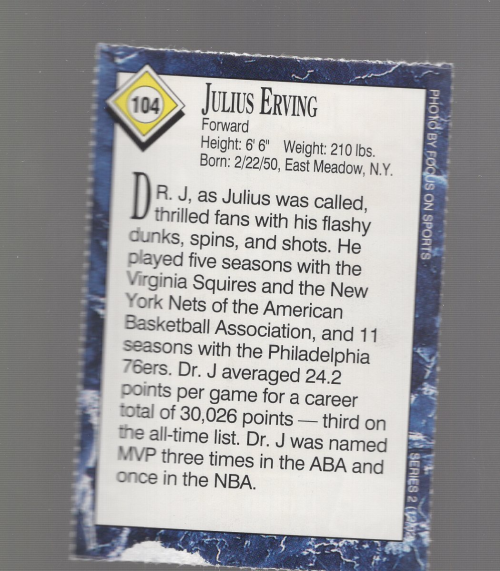 104
JULIUS ERVING
Forward
Height: 6' 6" Weight: 210 lbs.
Born: 2/22/50, East Meadow, N.Y.
DR. J, as Julius was called,
thrilled fans with his flashy
dunks, spins, and shots. He
played five seasons with the
Virginia Squires and the New
York Nets of the American
Basketball Association, and 11
seasons with the Philadelphia
76ers. Dr. J averaged 24.2
points per game for a career
total of 30,026 points — third on
the all-time list. Dr. J was named
MVP three times in the ABA and
once in the NBA.
PHOTO BY FOCUS ON SPORTS
SERIES 2